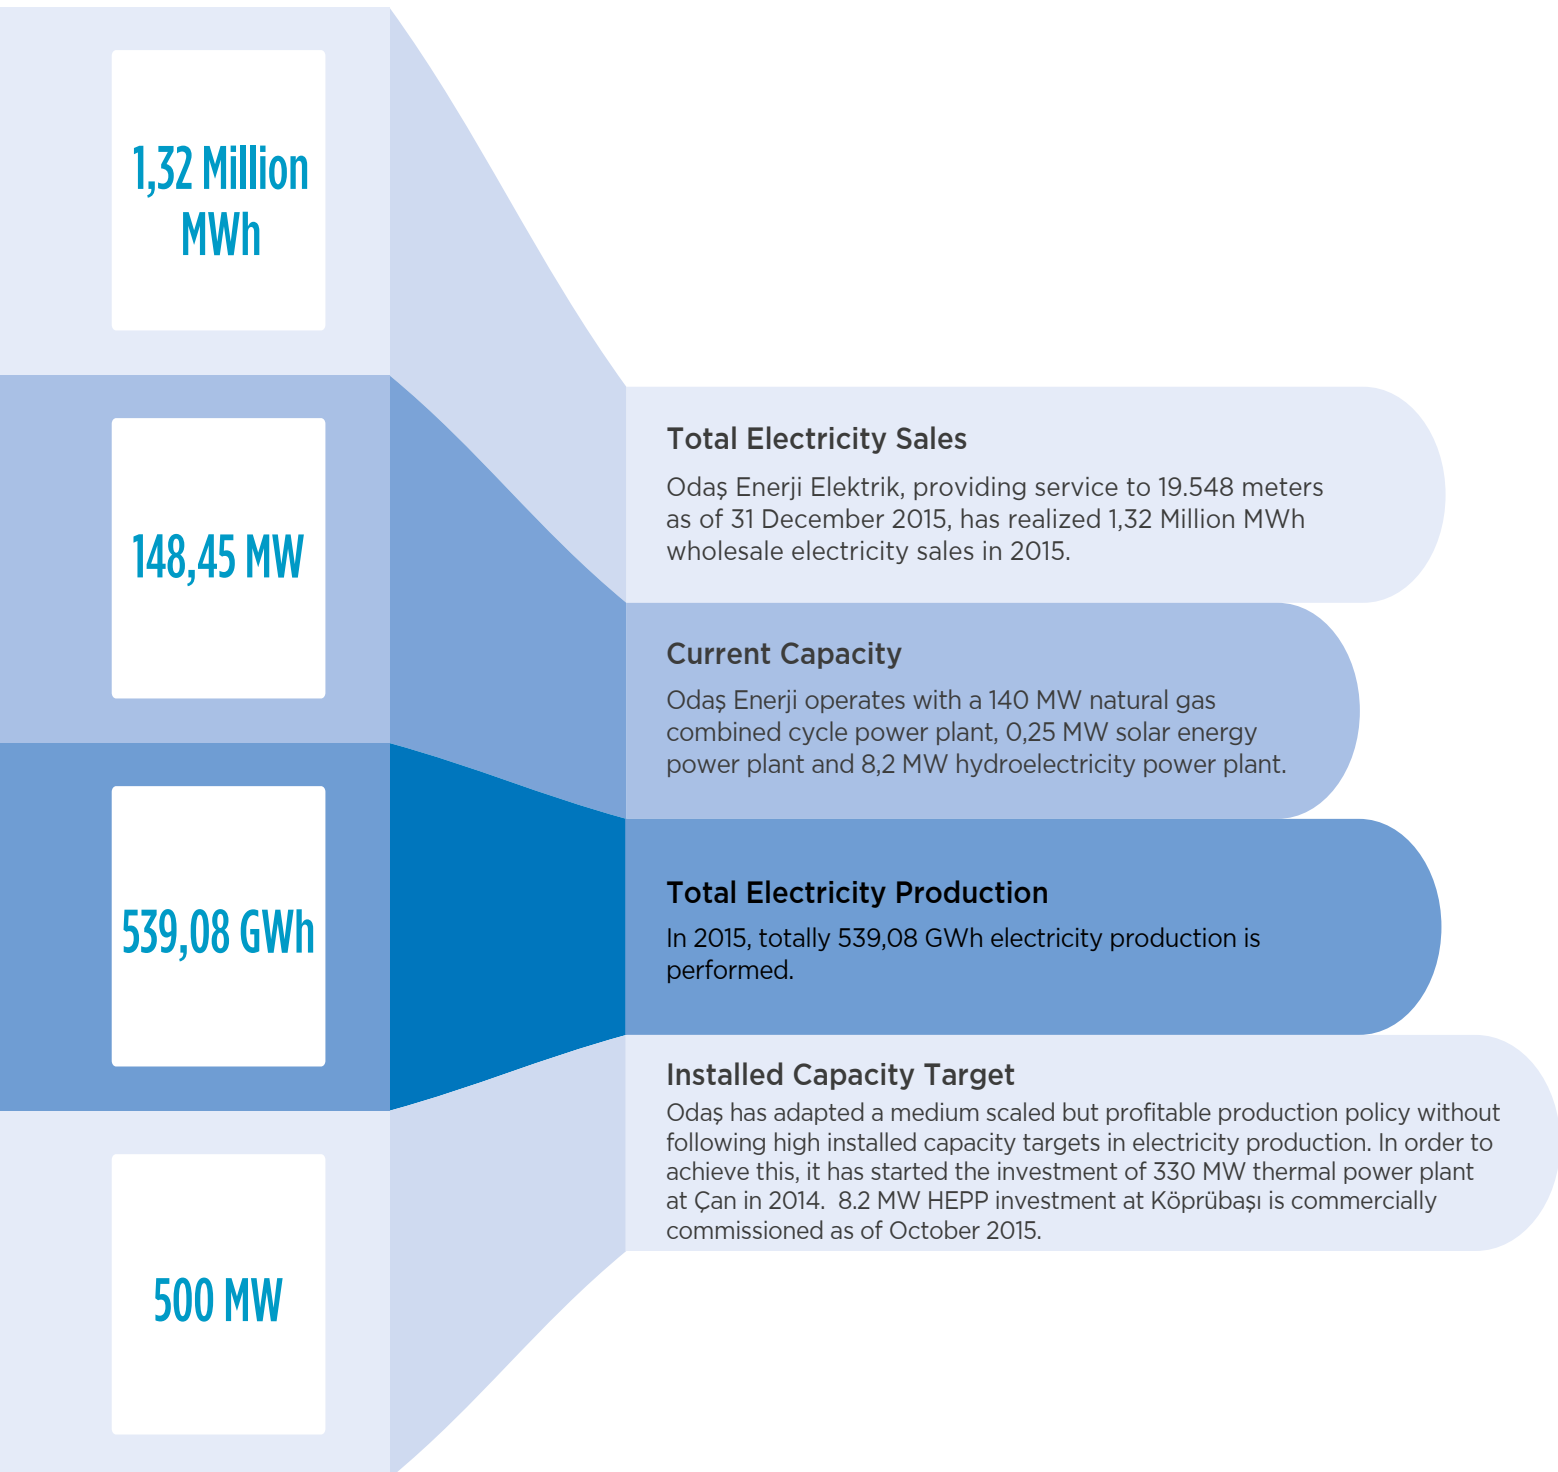 1,32 Million
MWh
148,45 MW
539,08 GWh
500 MW
Total Electricity Sales
Odaş Enerji Elektrik, providing service to 19.548 meters
as of 31 December 2015, has realized 1,32 Million MWh
wholesale electricity sales in 2015.
Current Capacity
Odaş Enerji operates with a 140 MW natural gas
combined cycle power plant, 0,25 MW solar energy
power plant and 8,2 MW hydroelectricity power plant.
Total Electricity Production
In 2015, totally 539,08 GWh electricity production is
performed.
Installed Capacity Target
Odaş has adapted a medium scaled but profitable production policy without
following high installed capacity targets in electricity production. In order to
achieve this, it has started the investment of 330 MW thermal power plant
at Çan in 2014.  8.2 MW HEPP investment at Köprübaşı is commercially
commissioned as of October 2015.